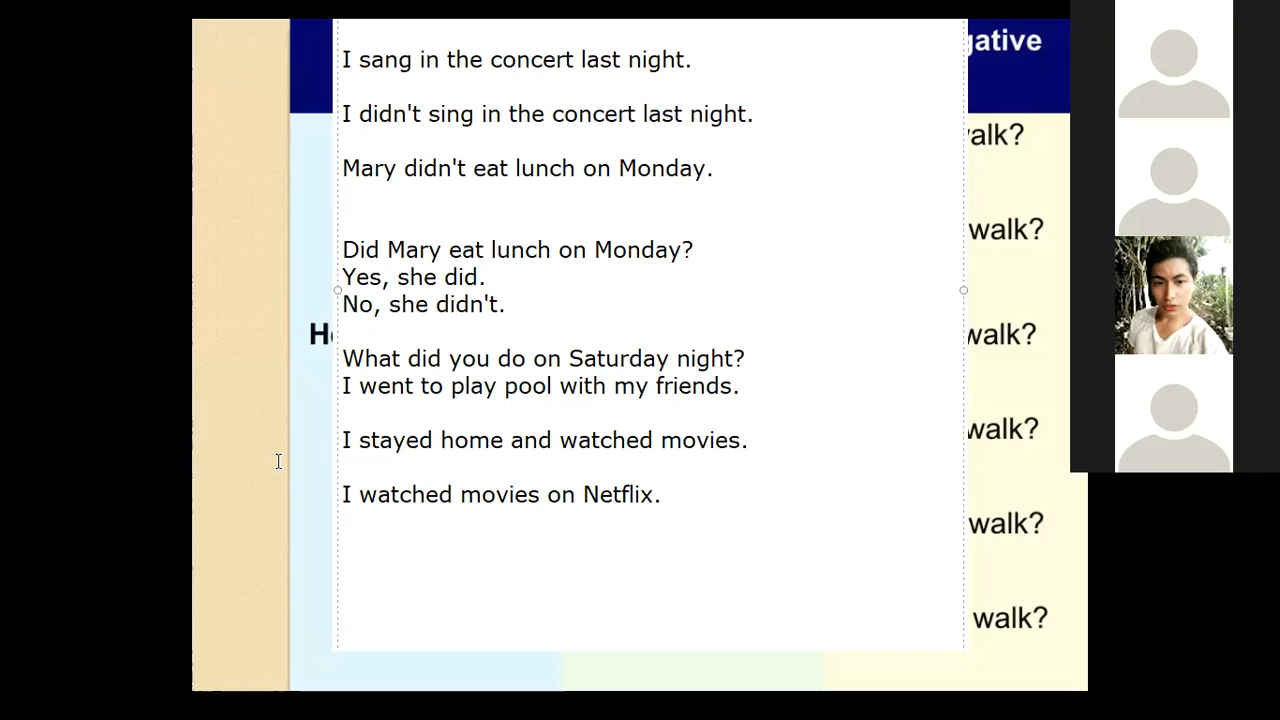 gative
I sang in the concert last night.
I didn't sing in the concert last night.
alk?
Mary didn't eat lunch on Monday.
walk?
Did Mary eat lunch on Monday?
Yes, she did.
No, she didn't.
H
walk?
What did you do on Saturday night?
I went to play pool with my friends.
walk?
I stayed home and watched movies.
I watched movies on Netflix.
walk?
walk?